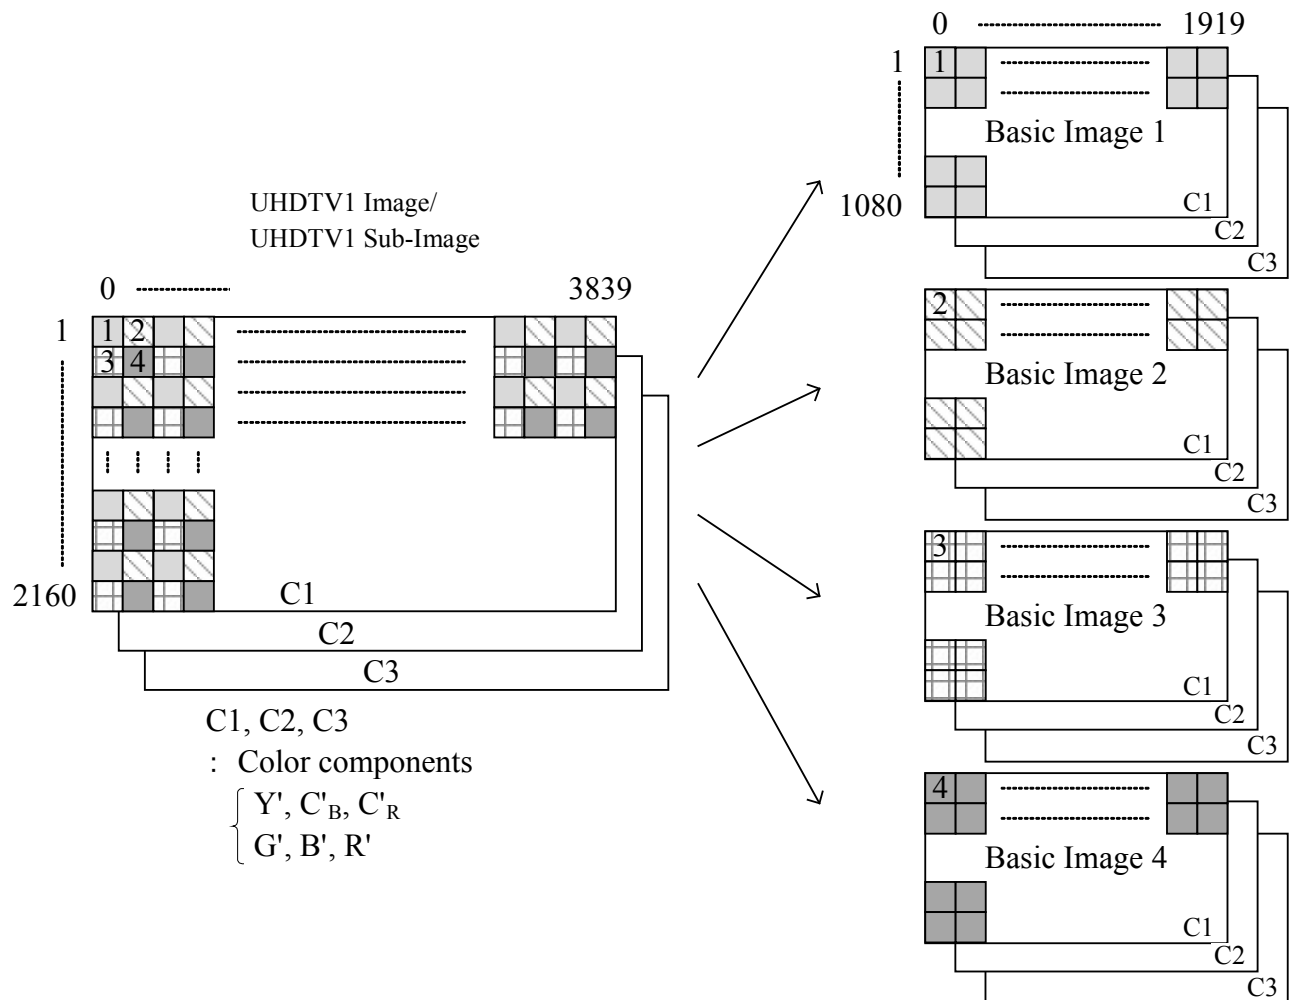 UHDTV1 Image/
UHDTV1 Sub-Image
0 3839
1
1 2
3 4
2160
C1
C2
C3
C1, C2, C3
: Color components
Y', C'B, C'R
G', B', R'
0 1919
1
1
Basic Image 1
1080
C1
C2
C3
2
Basic Image 2
C1
C2
C3
3
Basic Image 3
C1
C2
C3
4
Basic Image 4
C1
C2
C3